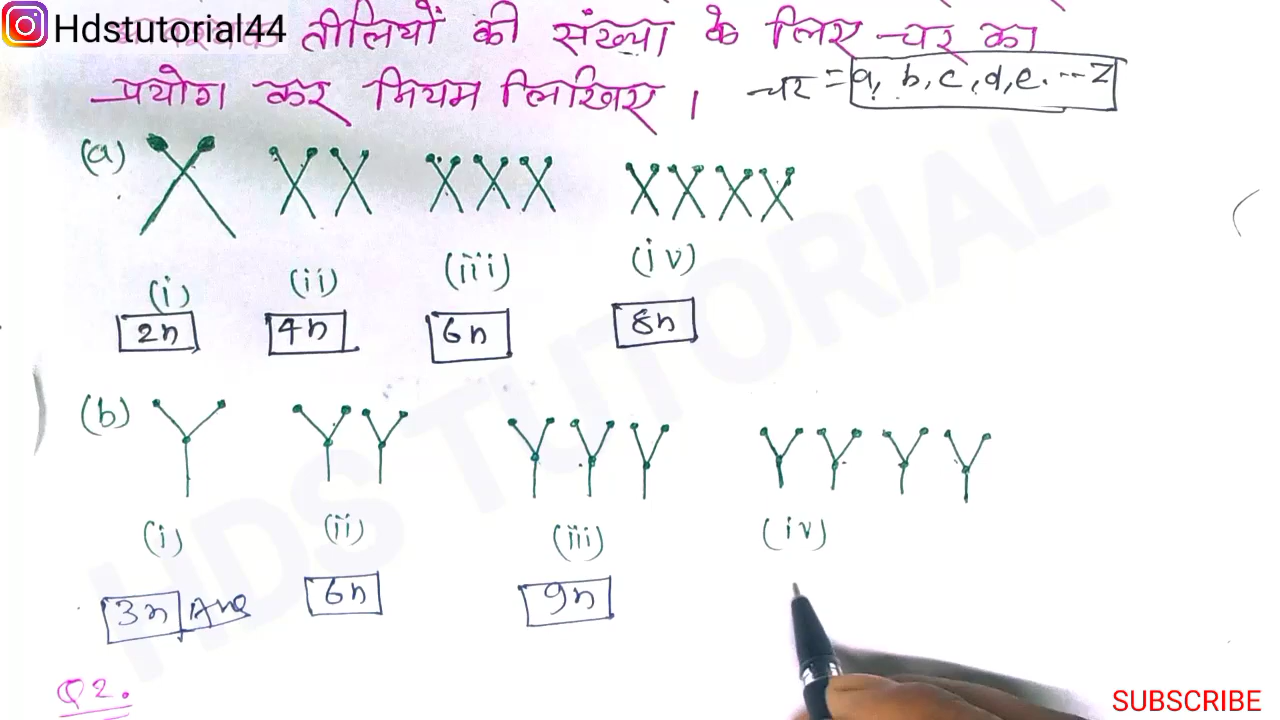 Hdstutorial44
तीलियों की संख्या के लिए चर का
प्रयोग कर नियम लिखिए । चर = a, b, c, d, e. --- Z
(a)
(i) (ii) (iii) (iv)
2n 4n 6n 8n
(b)
(i) (ii) (iii) (iv)
3n Ans 6n 9n
Q2.
HDS TUTORIAL
SUBSCRIBE